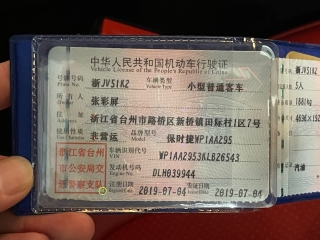 中华人民共和国机动车行驶证
Vehicle License of the People's Republic of China
号牌号码 浙JV51K2 车辆类型 小型普通客车
Plate No. Vehicle Type
所有人 张彩屏
Owner
住址 浙江省台州市路桥区新桥镇田际村1区7号
Address
使用性质 非营运 品牌型号 保时捷WP1AA295
浙江省台州市公安局交通警察支队
车辆识别代号 WP1AA2953KLB26543
VIN
发动机号码 DLH039944
Engine No.
注册日期 2019-07-04 发证日期 2019-07-04
Register Date Issue Date
浙JV51K2
5人
1881kg
汽油